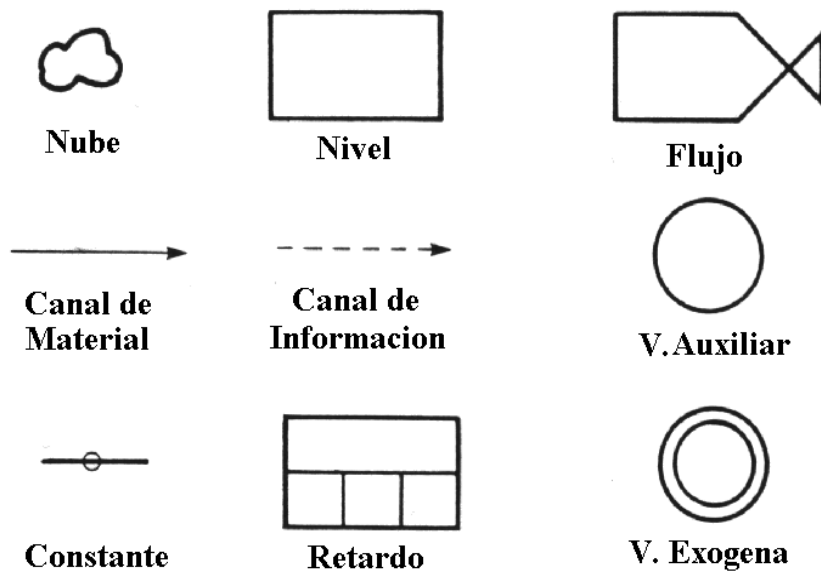 Nube
Nivel
Flujo
Canal de
Material
Canal de
Informacion
V. Auxiliar
Constante
Retardo
V. Exogena